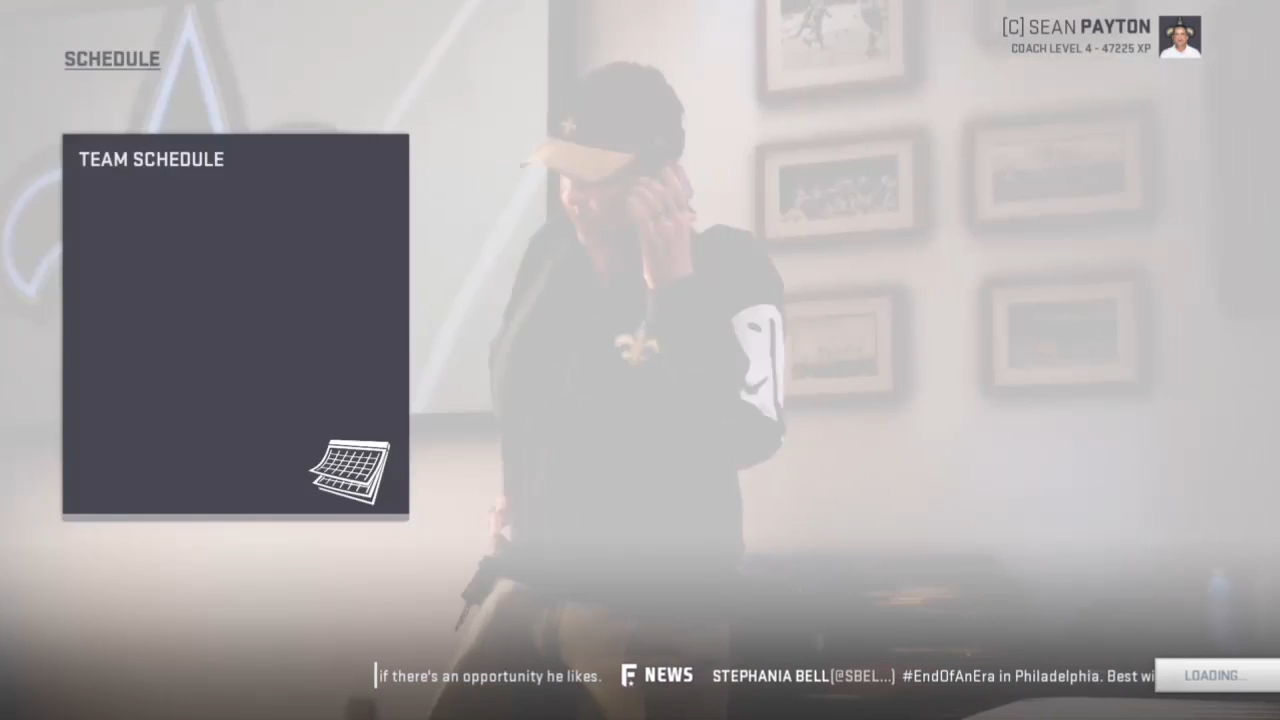 SCHEDULE
[C] SEAN PAYTON
COACH LEVEL 4 - 47225 XP
TEAM SCHEDULE
if there's an opportunity he likes. F. NEWS STEPHANIA BELL(@SBEL...) #EndOfAnEra in Philadelphia. Best wi
LOADING...